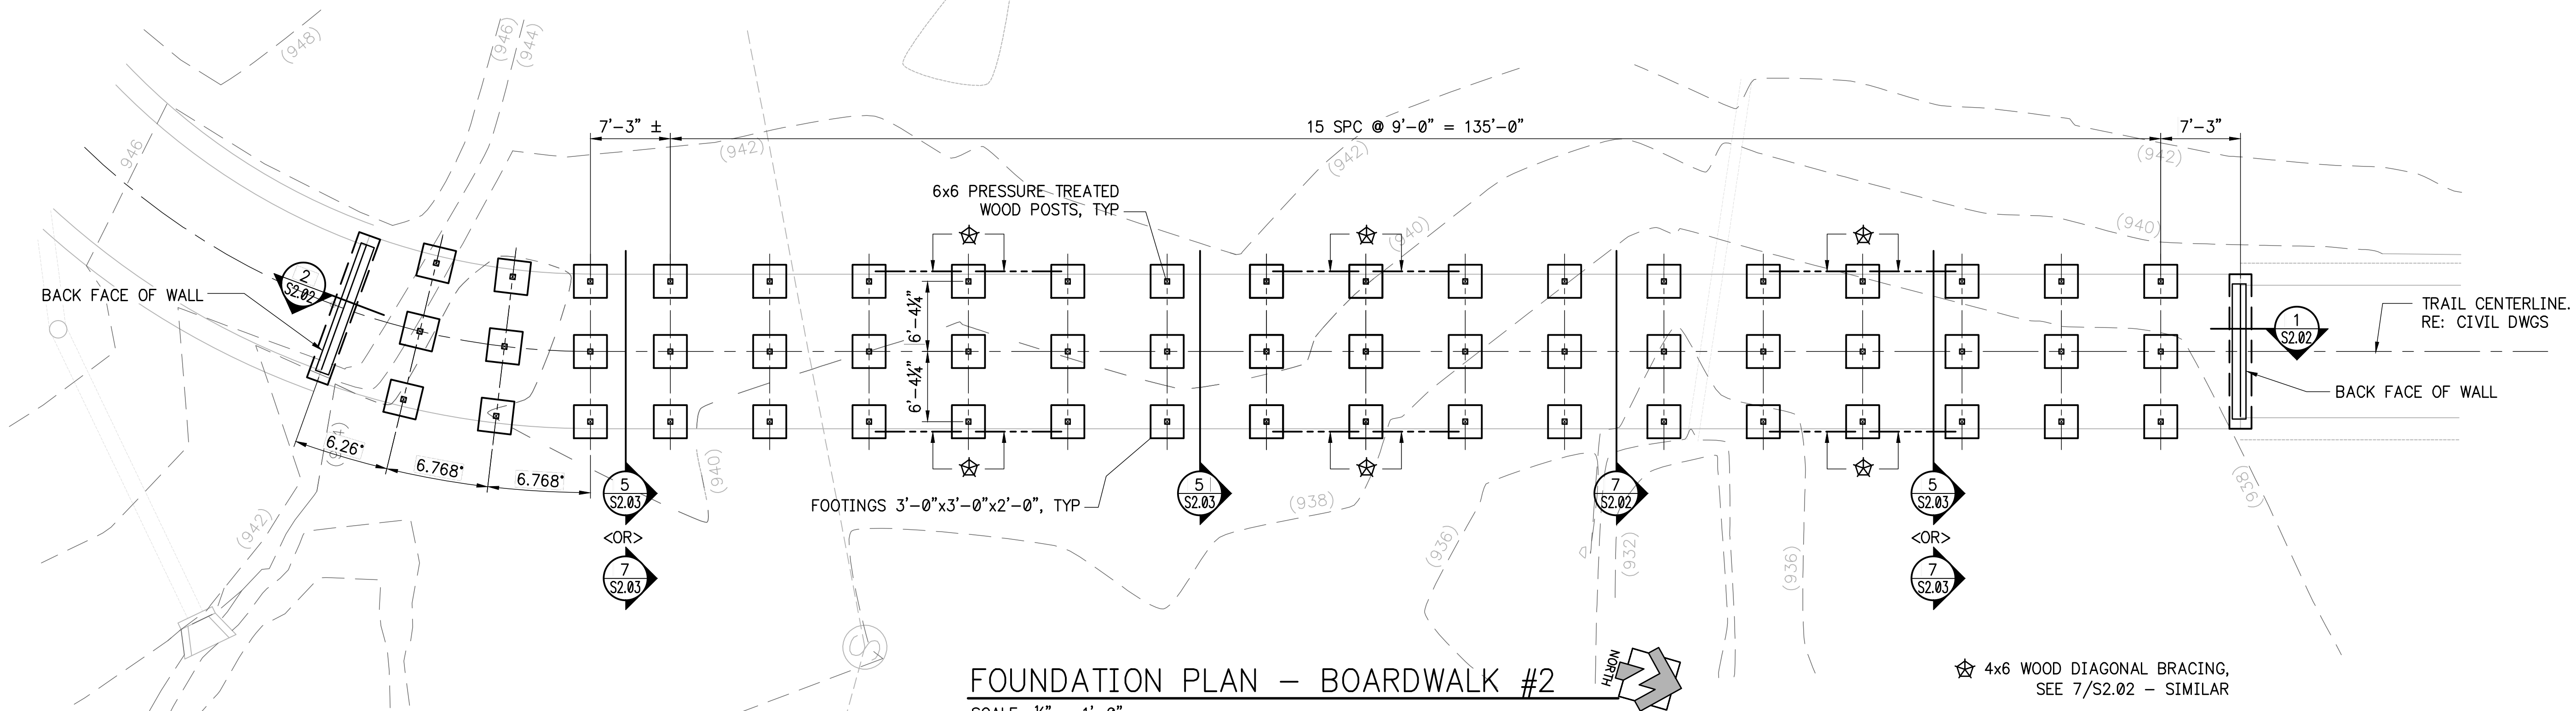 (948)
(946)
(944)
946
7'-3" ±
15 SPC @ 9'-0" = 135'-0"
7'-3"
(942)
(942)
(942)
6x6 PRESSURE TREATED
WOOD POSTS, TYP
(940)
(940)
2
S2.02
BACK FACE OF WALL
6'-4¼"
6'-4¼"
TRAIL CENTERLINE.
RE: CIVIL DWGS
1
S2.02
BACK FACE OF WALL
6.26°
6.768°
6.768°
(940)
(942)
5
S2.03
<OR>
7
S2.03
FOOTINGS 3'-0"x3'-0"x2'-0", TYP
5
S2.03
(938)
7
S2.02
(936)
(932)
(936)
5
S2.03
<OR>
7
S2.03
(938)
FOUNDATION PLAN – BOARDWALK #2
NORTH
4x6 WOOD DIAGONAL BRACING,
SEE 7/S2.02 – SIMILAR